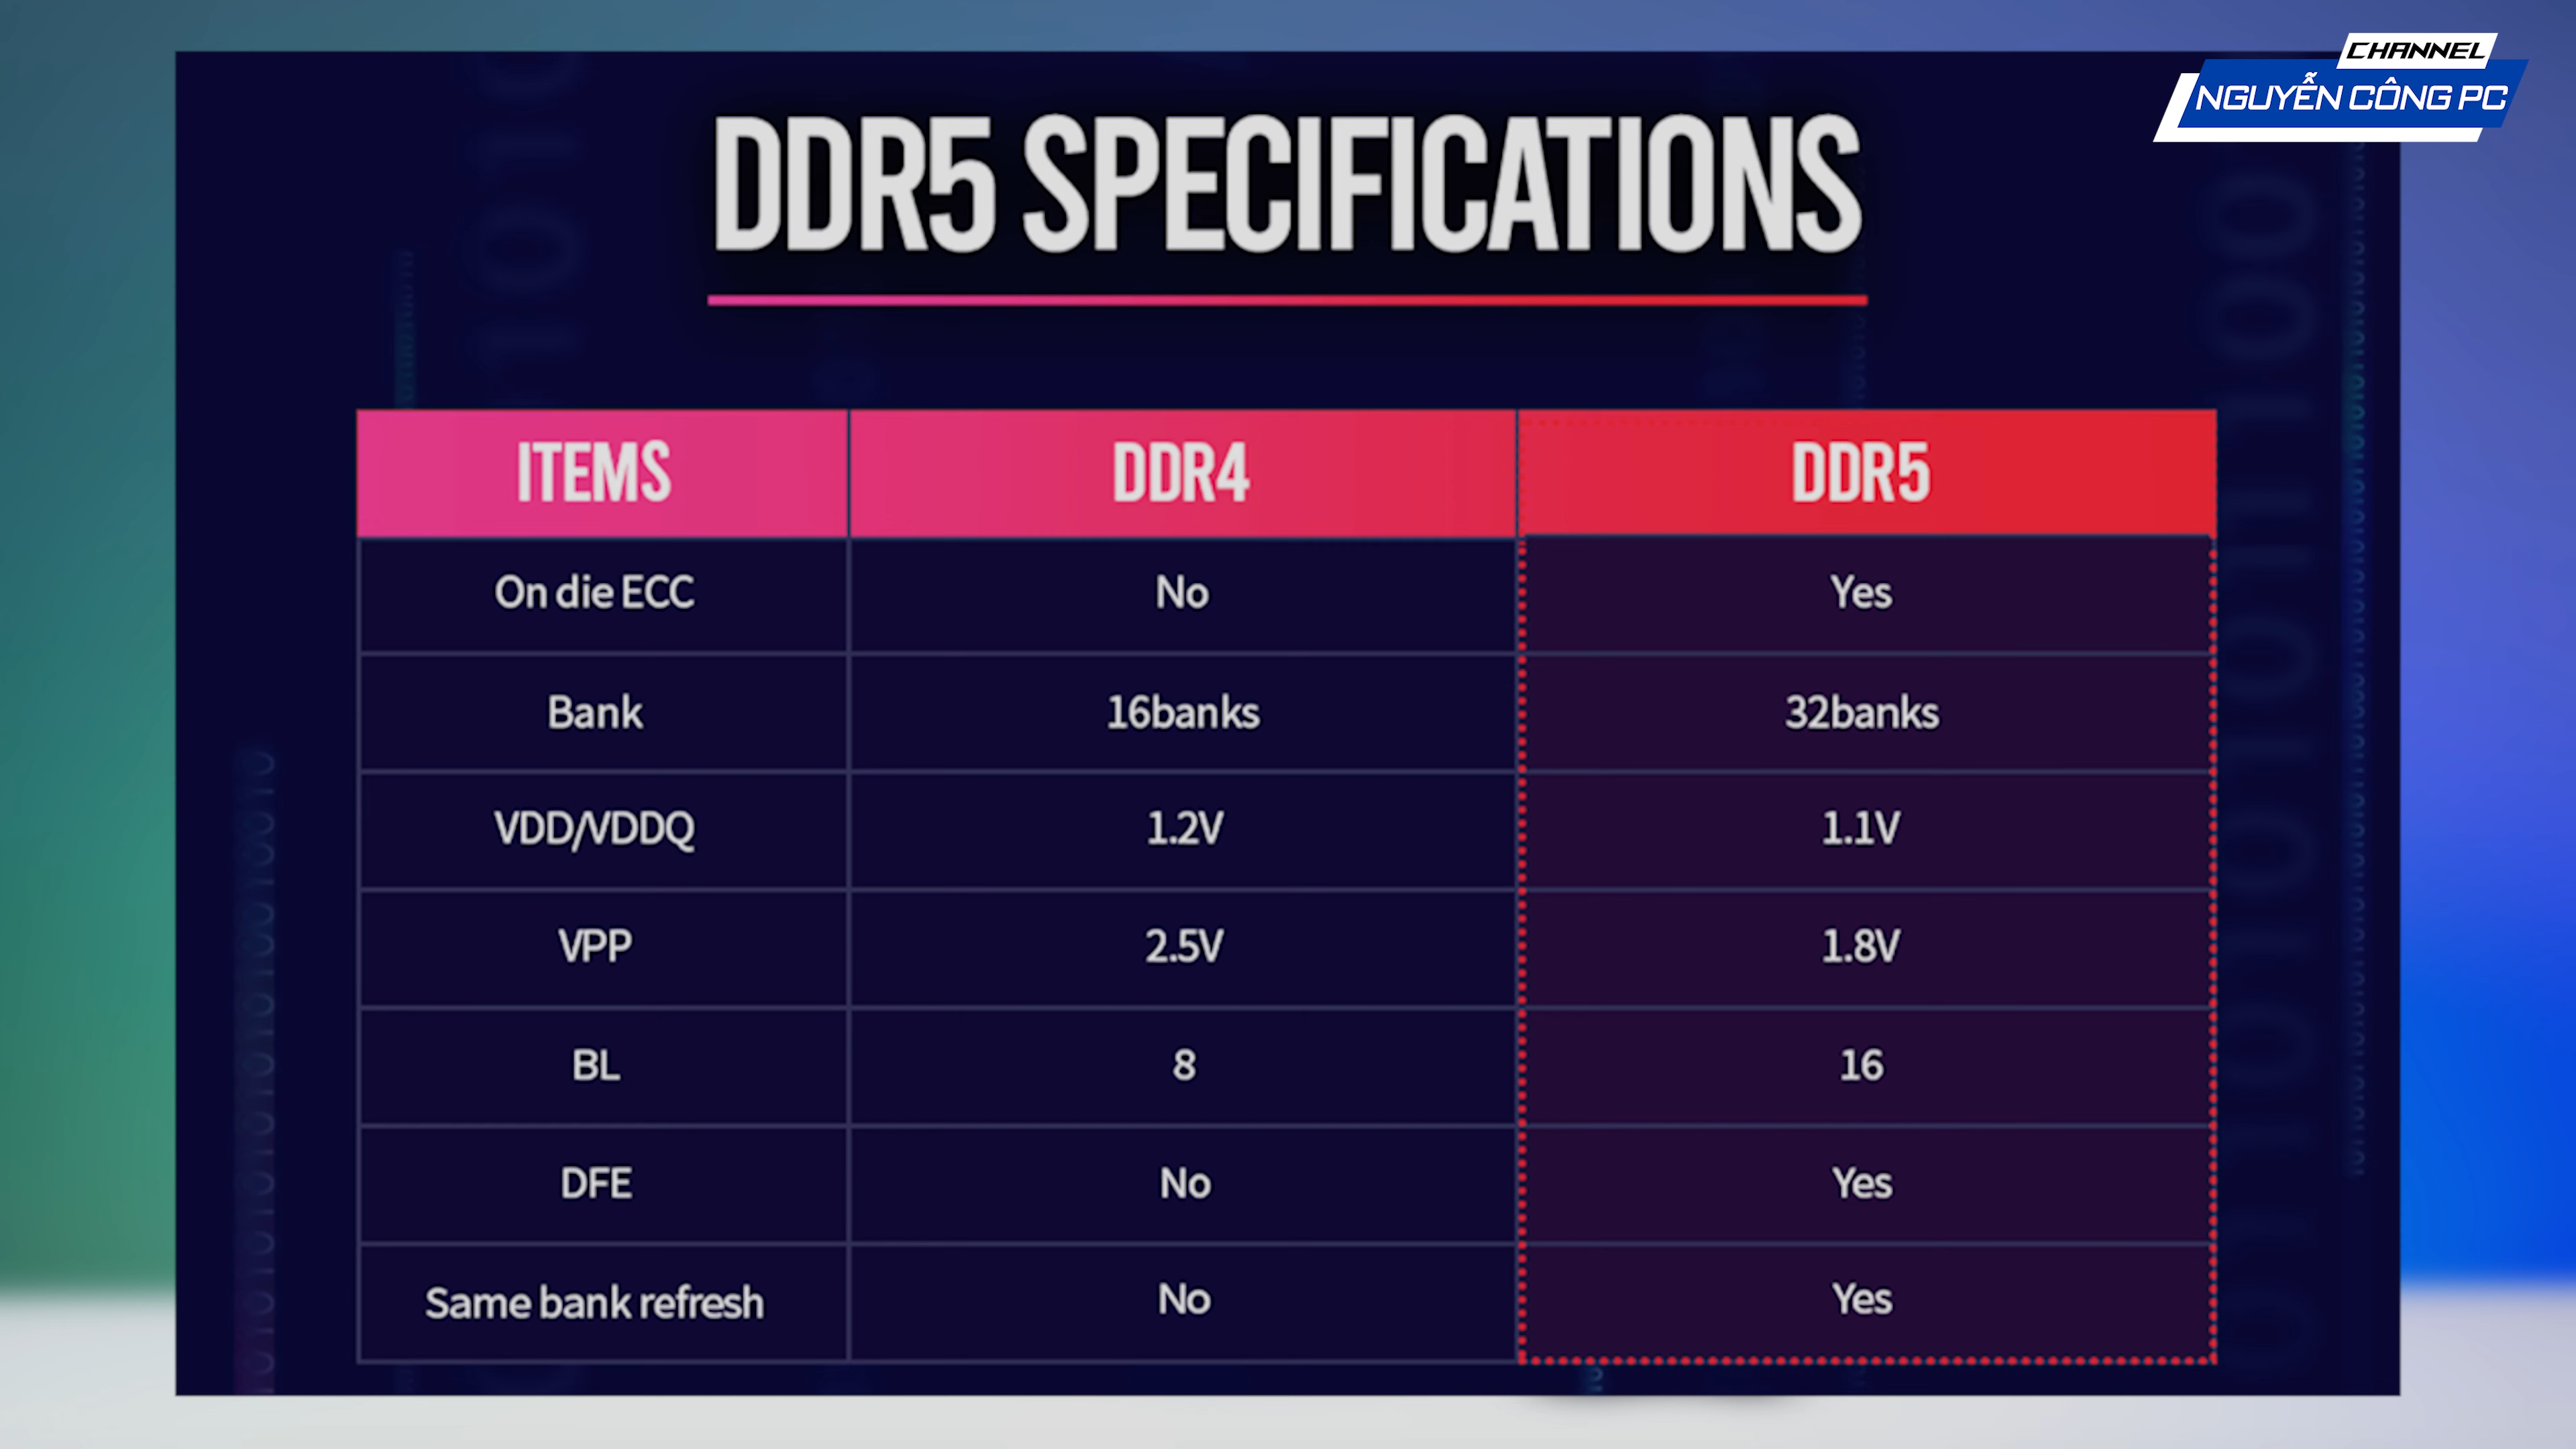 CHANNEL
NGUYỄN CÔNG PC
DDR5 SPECIFICATIONS
ITEMS DDR4 DDR5
On die ECC No Yes
Bank 16banks 32banks
VDD/VDDQ 1.2V 1.1V
VPP 2.5V 1.8V
BL 8 16
DFE No Yes
Same bank refresh No Yes